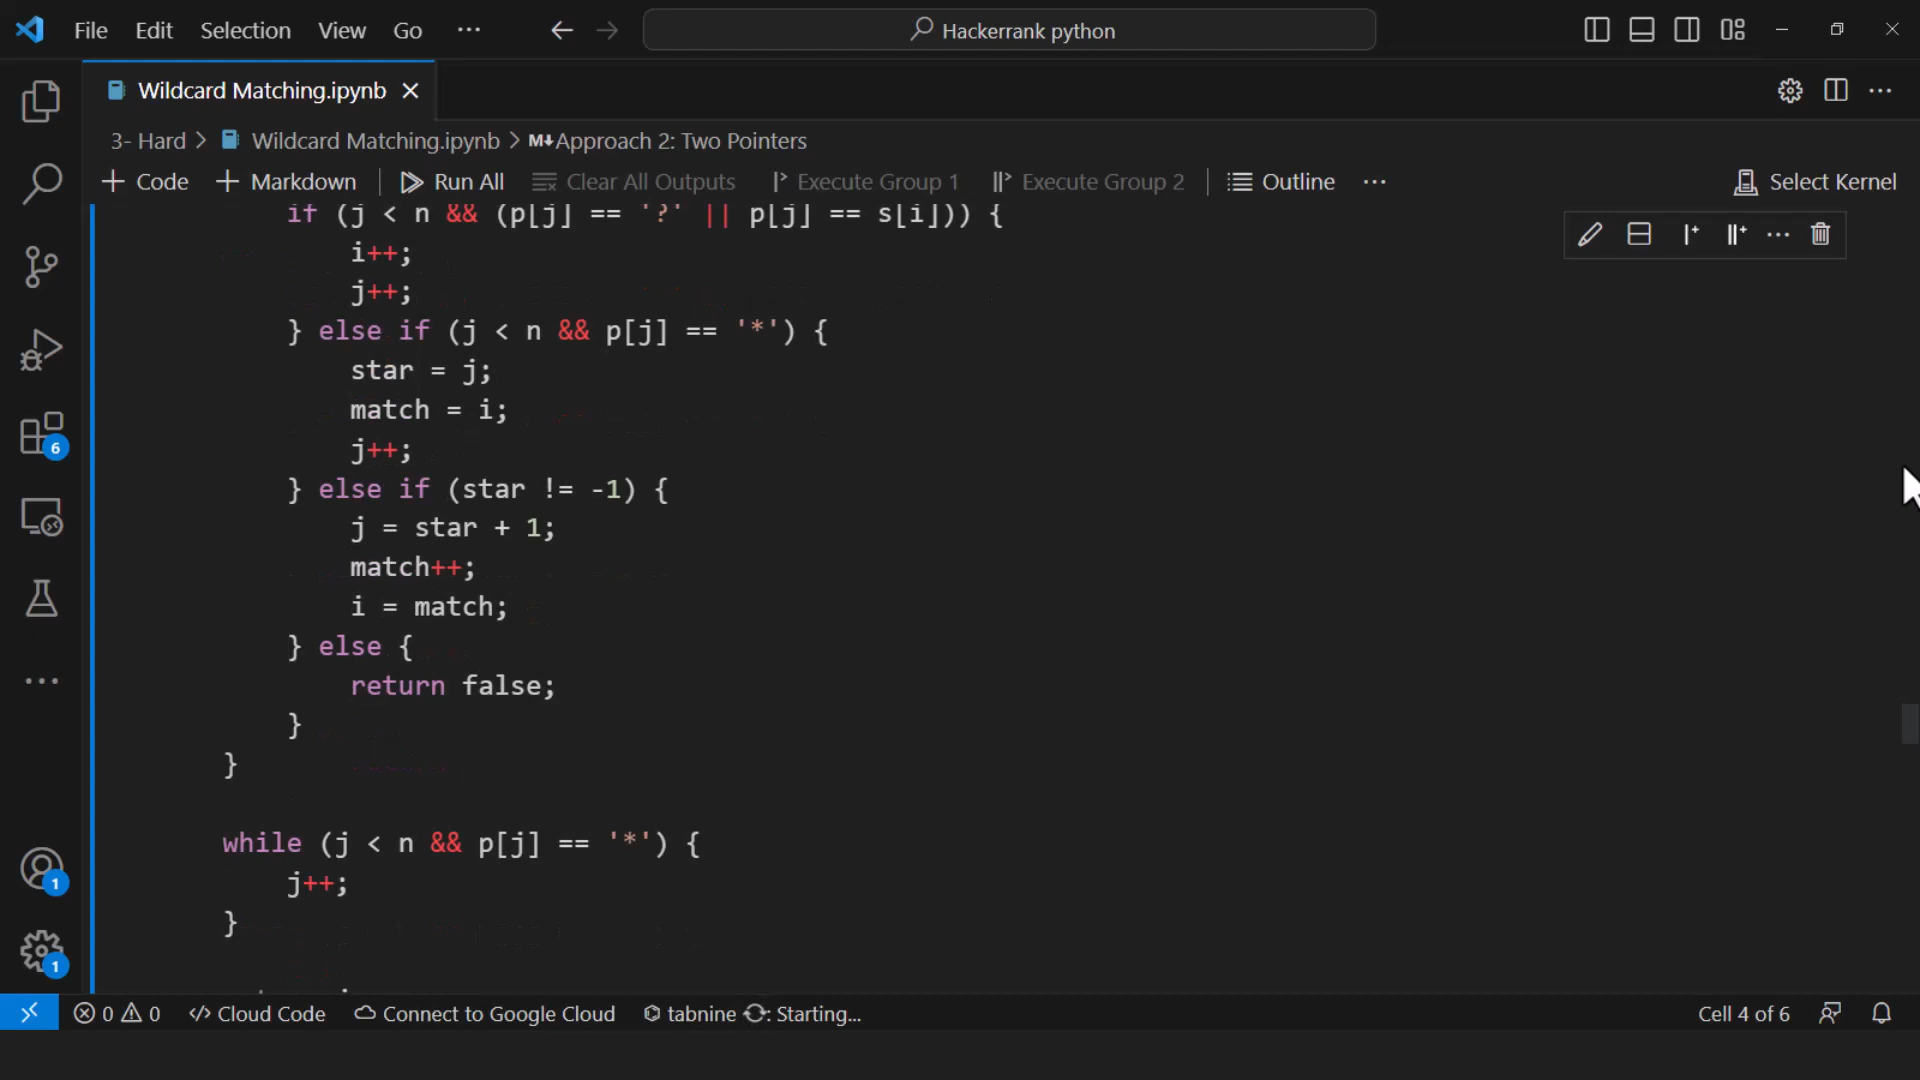 File Edit Selection View Go ··· Hackerrank python
Wildcard Matching.ipynb
3- Hard > Wildcard Matching.ipynb > M↓Approach 2: Two Pointers
+ Code + Markdown Run All Clear All Outputs Execute Group 1 Execute Group 2 Outline ··· Select Kernel
if (j < n && (p[j] == '?' || p[j] == s[i])) {
i++;
j++;
} else if (j < n && p[j] == '*') {
star = j;
match = i;
j++;
} else if (star != -1) {
j = star + 1;
match++;
i = match;
} else {
return false;
}
}
while (j < n && p[j] == '*') {
j++;
}
6
1
1
0 0 Cloud Code Connect to Google Cloud tabnine : Starting... Cell 4 of 6